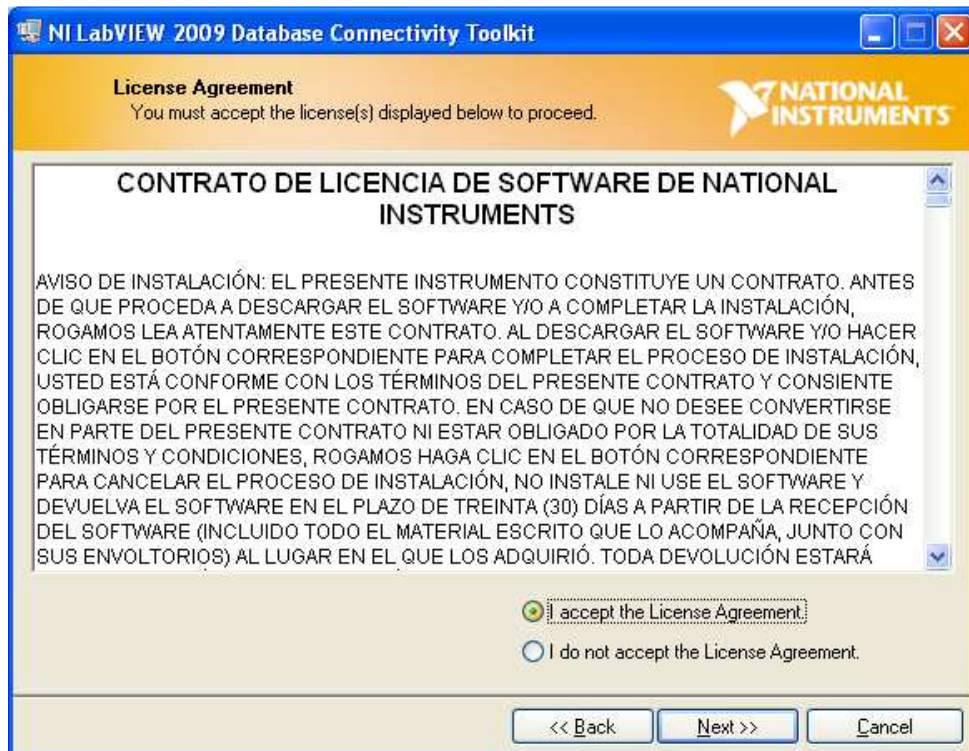 NI LabVIEW 2009 Database Connectivity Toolkit
License Agreement
You must accept the license(s) displayed below to proceed.
NATIONAL
INSTRUMENTS
CONTRATO DE LICENCIA DE SOFTWARE DE NATIONAL
INSTRUMENTS
AVISO DE INSTALACIÓN: EL PRESENTE INSTRUMENTO CONSTITUYE UN CONTRATO. ANTES
DE QUE PROCEDA A DESCARGAR EL SOFTWARE Y/O A COMPLETAR LA INSTALACIÓN,
ROGAMOS LEA ATENTAMENTE ESTE CONTRATO. AL DESCARGAR EL SOFTWARE Y/O HACER
CLIC EN EL BOTÓN CORRESPONDIENTE PARA COMPLETAR EL PROCESO DE INSTALACIÓN,
USTED ESTÁ CONFORME CON LOS TÉRMINOS DEL PRESENTE CONTRATO Y CONSIENTE
OBLIGARSE POR EL PRESENTE CONTRATO. EN CASO DE QUE NO DESEE CONVERTIRSE
EN PARTE DEL PRESENTE CONTRATO NI ESTAR OBLIGADO POR LA TOTALIDAD DE SUS
TÉRMINOS Y CONDICIONES, ROGAMOS HAGA CLIC EN EL BOTÓN CORRESPONDIENTE
PARA CANCELAR EL PROCESO DE INSTALACIÓN, NO INSTALE NI USE EL SOFTWARE Y
DEVUELVA EL SOFTWARE EN EL PLAZO DE TREINTA (30) DÍAS A PARTIR DE LA RECEPCIÓN
DEL SOFTWARE (INCLUIDO TODO EL MATERIAL ESCRITO QUE LO ACOMPAÑA, JUNTO CON
SUS ENVOLTORIOS) AL LUGAR EN EL QUE LOS ADQUIRIÓ. TODA DEVOLUCIÓN ESTARÁ
I accept the License Agreement.
I do not accept the License Agreement.
<< Back
Next >>
Cancel